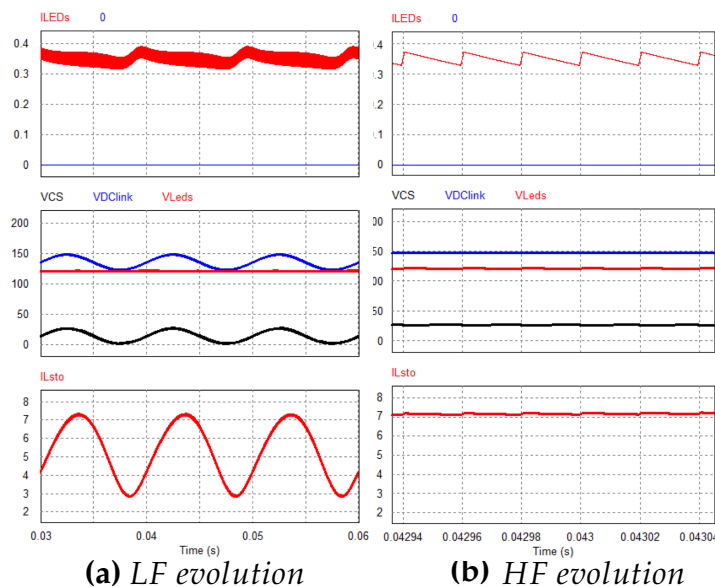 ILEDs 0
0.4
0.3
0.2
0.1
0
VCS VDClink VLeds
200
150
100
50
0
ILsto
8
7
6
5
4
3
2
0.03 0.04 0.05 0.06
Time (s)
(a) LF evolution
ILEDs 0
).4
0.3
0.2
0.1
0
VCS VDClink VLeds
00
50
00
50
0
ILsto
8
7
6
5
4
3
2
0.04294 0.04296 0.04298 0.043 0.04302 0.04304
Time (s)
(b) HF evolution